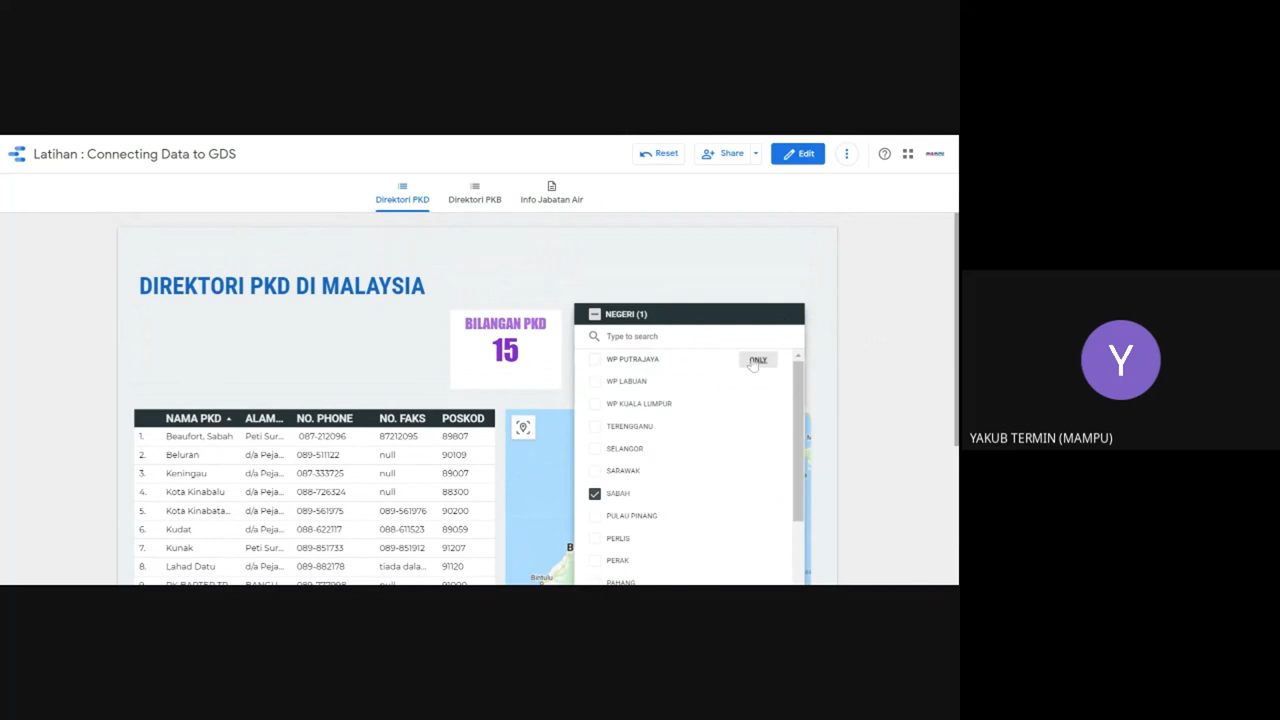 Latihan : Connecting Data to GDS
Reset
Share
Edit
Direktori PKD
Direktori PKB
Info Jabatan Air
DIREKTORI PKD DI MALAYSIA
BILANGAN PKD
15
NEGERI (1)
Type to search
WP PUTRAJAYA
ONLY
WP LABUAN
WP KUALA LUMPUR
TERENGGANU
SELANGOR
SARAWAK
SABAH
PULAU PINANG
PERLIS
PERAK
PAHANG
NAMA PKD ALAM... NO. PHONE NO. FAKS POSKOD
1. Beaufort, Sabah Peti Sur... 087-212096 87212095 89807
2. Beluran d/a Peja... 089-511122 null 90109
3. Keningau d/a Peja... 087-333725 null 89007
4. Kota Kinabalu d/a Peja... 088-726324 null 88300
5. Kota Kinabata... d/a Peja... 089-561975 089-561976 90200
6. Kudat d/a Peja... 088-622117 088-611523 89059
7. Kunak Peti Sur... 089-851733 089-851912 91207
8. Lahad Datu d/a Peja... 089-882178 tiada dala... 91120
Bintulu
Y
YAKUB TERMIN (MAMPU)